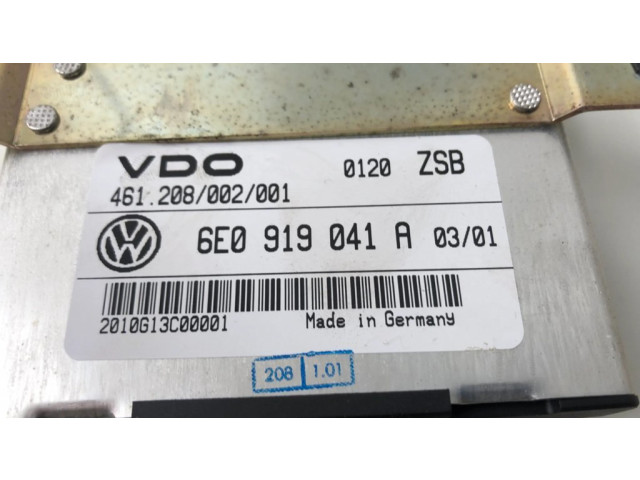 VDO 0120 ZSB
461.208/002/001
6E0 919 041 A 03/01
2010G13C00001 Made in Germany
208 1.01